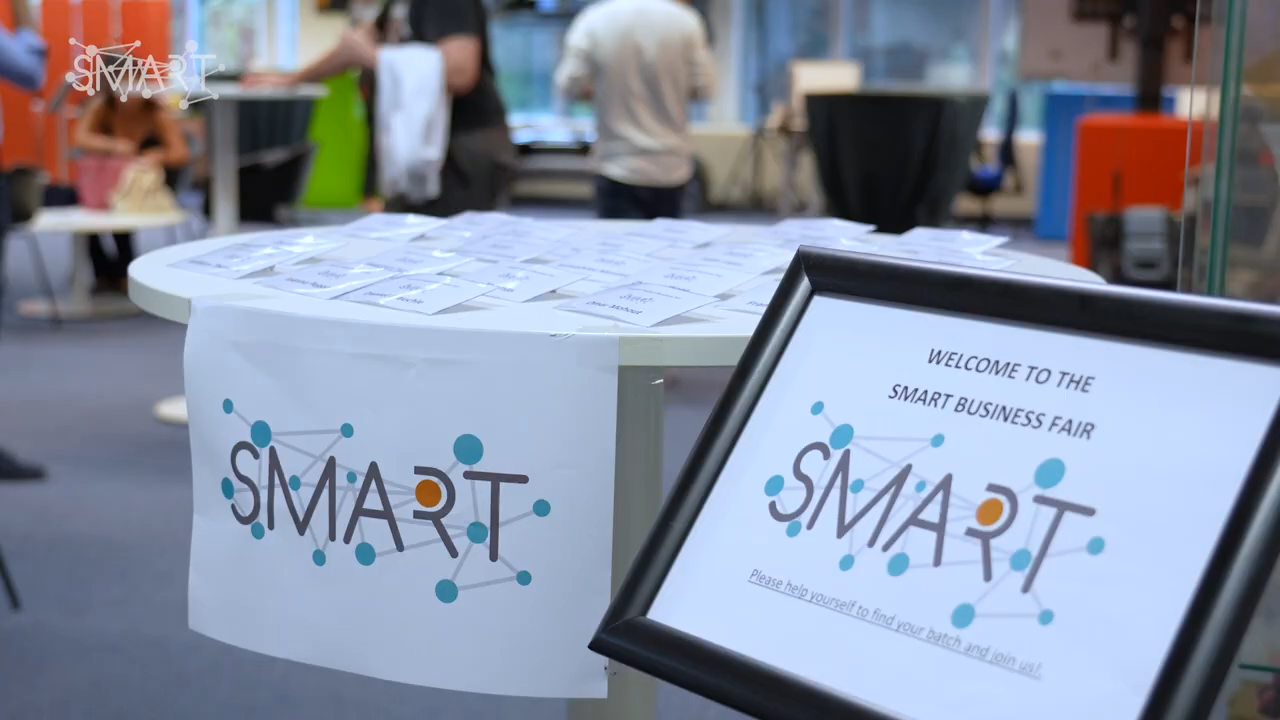 SMART
SMART
WELCOME TO THE
SMART BUSINESS FAIR
SMART
Please help yourself to find your batch and join us!